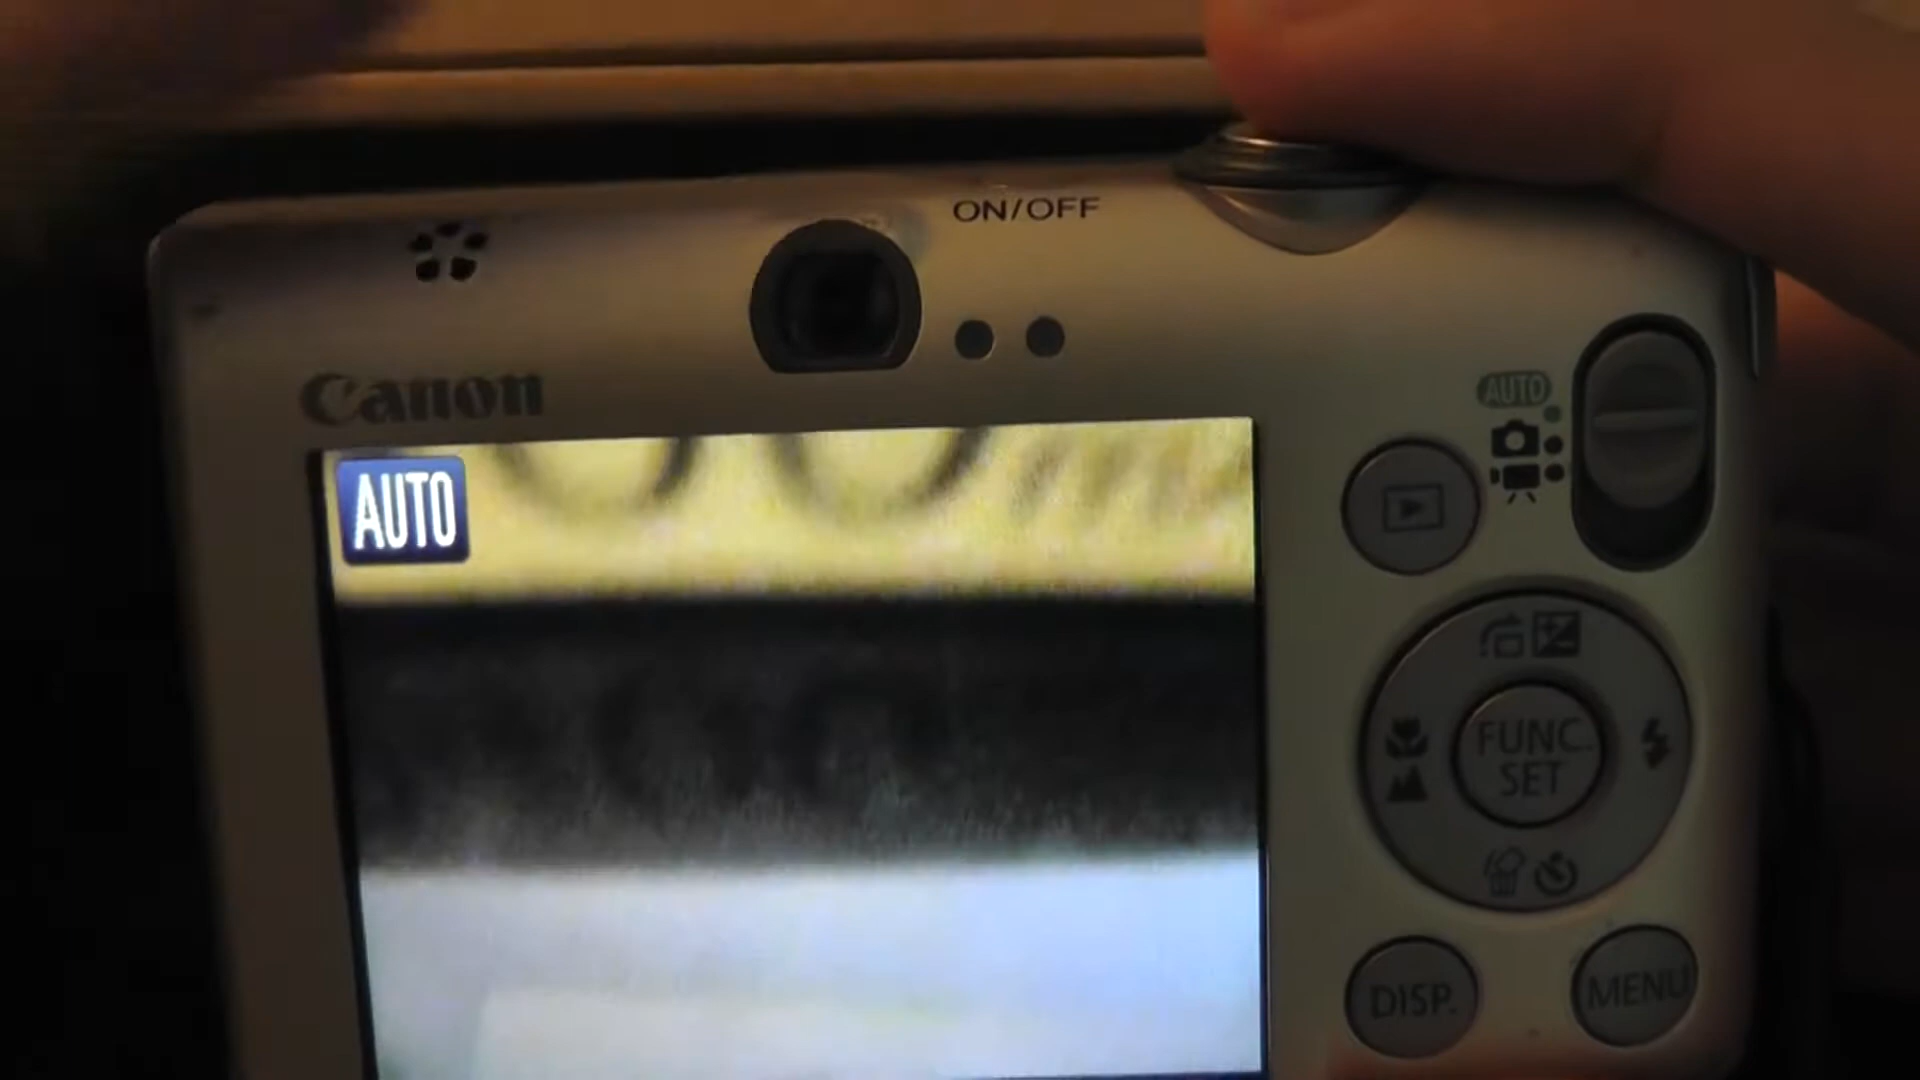 ON/OFF
Canon
AUTO
AUTO
FUNC.
SET
DISP.
MENU